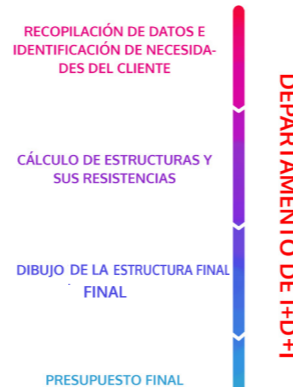 RECOPILACIÓN DE DATOS E
IDENTIFICACIÓN DE NECESIDA-
DES DEL CLIENTE
CÁLCULO DE ESTRUCTURAS Y
SUS RESISTENCIAS
DIBUJO DE LA ESTRUCTURA FINAL
FINAL
PRESUPUESTO FINAL
DEPARTAMENTO DE I+D+I